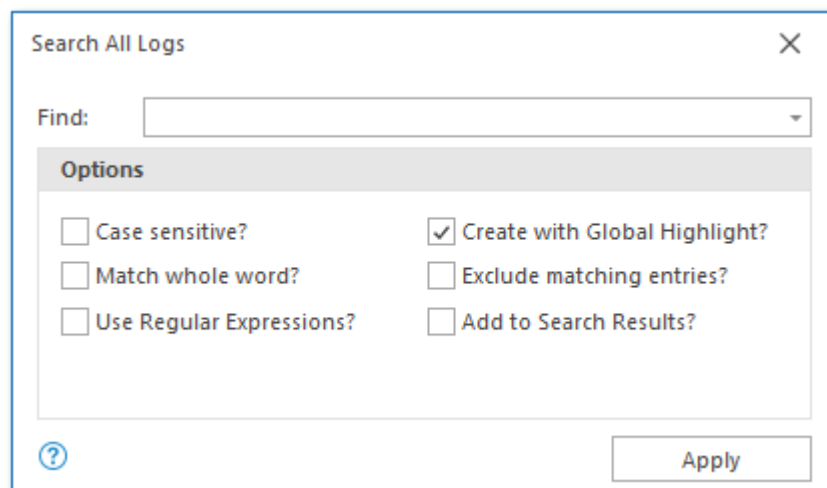 Search All Logs
Find:
Options
Case sensitive?
Create with Global Highlight?
Match whole word?
Exclude matching entries?
Use Regular Expressions?
Add to Search Results?
?
Apply